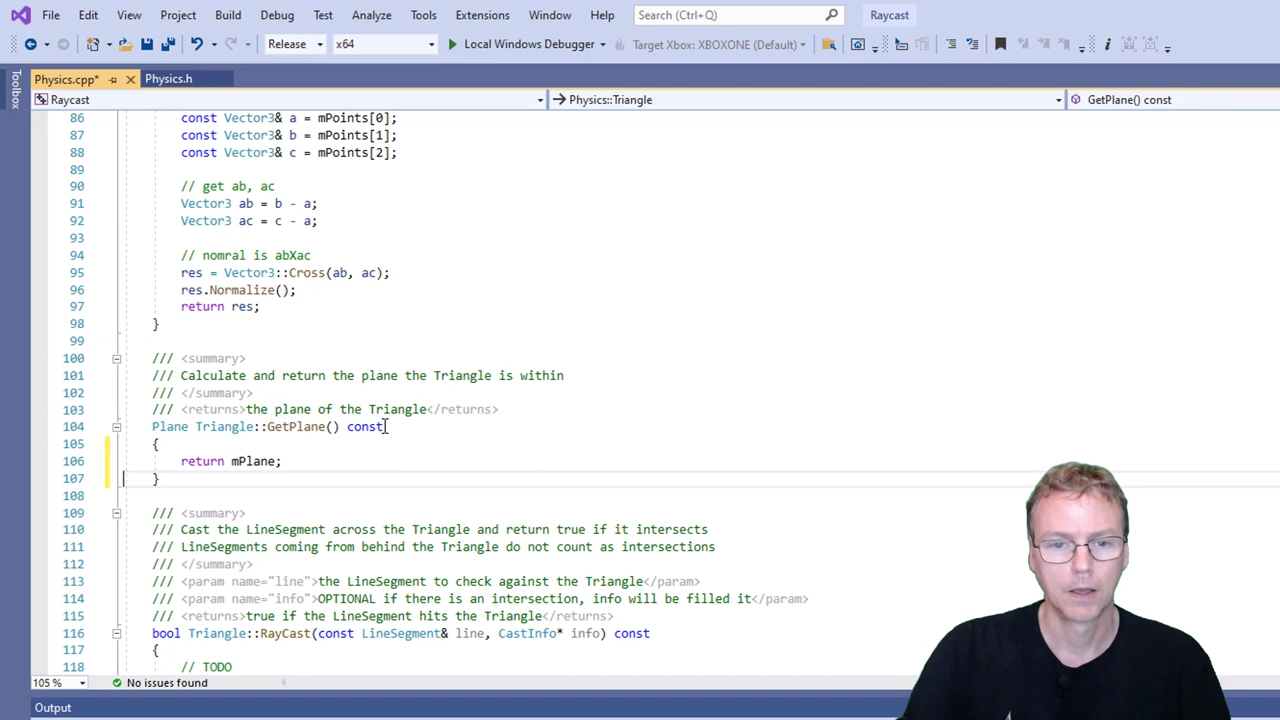 File Edit View Project Build Debug Test Analyze Tools Extensions Window Help Search (Ctrl+Q) Raycast
Release x64 Local Windows Debugger Target Xbox: XBOXONE (Default)
Toolbox
Physics.cpp* Physics.h
Raycast Physics::Triangle GetPlane() const
86 const Vector3& a = mPoints[0];
87 const Vector3& b = mPoints[1];
88 const Vector3& c = mPoints[2];
89
90 // get ab, ac
91 Vector3 ab = b - a;
92 Vector3 ac = c - a;
93
94 // nomral is abXac
95 res = Vector3::Cross(ab, ac);
96 res.Normalize();
97 return res;
98 }
99
100 /// <summary>
101 /// Calculate and return the plane the Triangle is within
102 /// </summary>
103 /// <returns>the plane of the Triangle</returns>
104 Plane Triangle::GetPlane() const
105 {
106 return mPlane;
107 }
108
109 /// <summary>
110 /// Cast the LineSegment across the Triangle and return true if it intersects
111 /// LineSegments coming from behind the Triangle do not count as intersections
112 /// </summary>
113 /// <param name="line">the LineSegment to check against the Triangle</param>
114 /// <param name="info">OPTIONAL if there is an intersection, info will be filled it</param>
115 /// <returns>true if the LineSegment hits the Triangle</returns>
116 bool Triangle::RayCast(const LineSegment& line, CastInfo* info) const
117 {
118 // TODO
105 % No issues found
Output